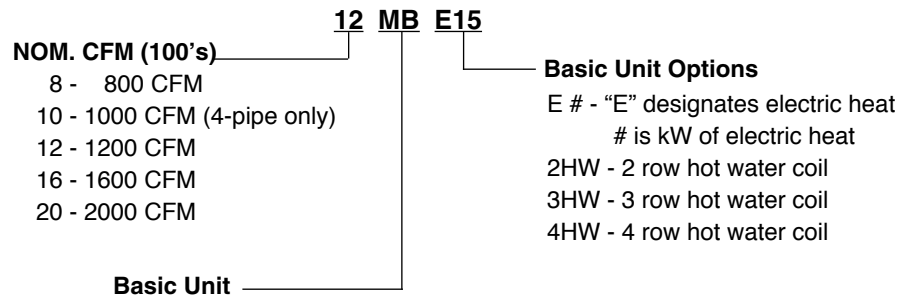 12 MB E15
NOM. CFM (100's)
8 - 800 CFM
10 - 1000 CFM (4-pipe only)
12 - 1200 CFM
16 - 1600 CFM
20 - 2000 CFM
Basic Unit
Basic Unit Options
E # - “E” designates electric heat
# is kW of electric heat
2HW - 2 row hot water coil
3HW - 3 row hot water coil
4HW - 4 row hot water coil